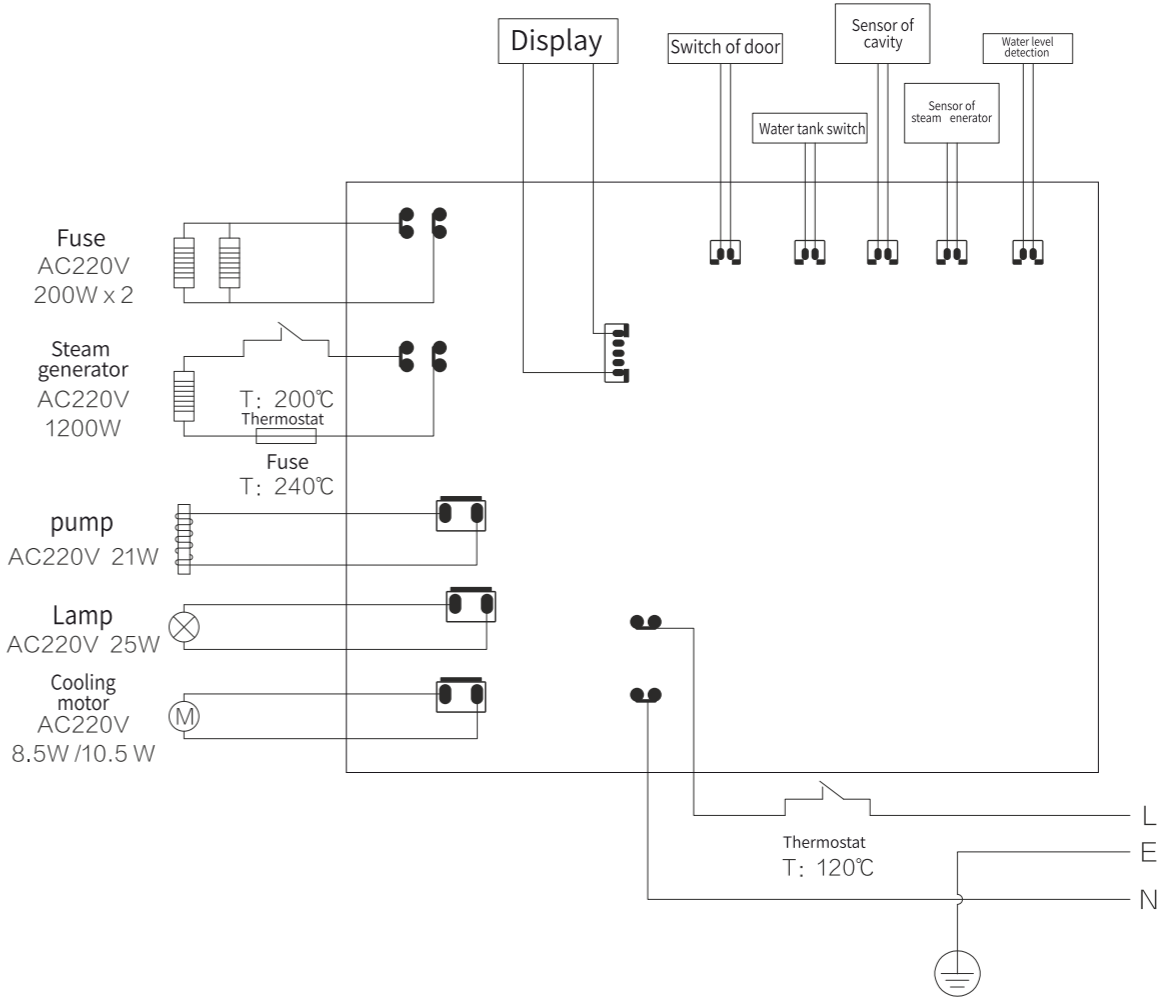 Display
Switch of door
Sensor of
cavity
Water level
detection
Sensor of
steam enerator
Water tank switch
Fuse
AC220V
200W x 2
Steam
generator
AC220V
1200W
T: 200℃
Thermostat
Fuse
T: 240℃
pump
AC220V 21W
Lamp
AC220V 25W
Cooling
motor
AC220V
8.5W /10.5 W
M
Thermostat
T: 120℃
L
E
N